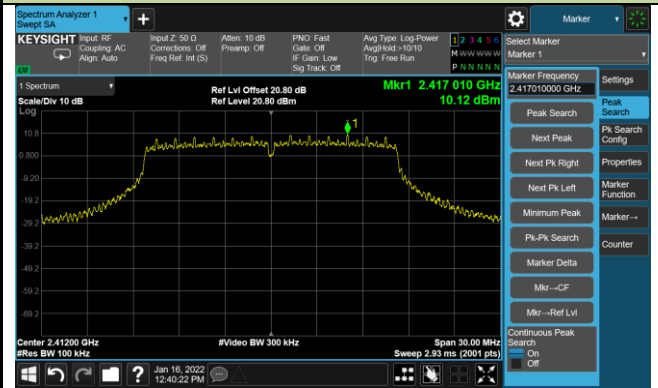 Spectrum Analyzer 1
Swept SA
+
Marker
KEYSIGHT
Input: RF
Coupling: AC
Align: Auto
Input Z: 50 Ω
Corrections: Off
Freq Ref: Int (S)
Atten: 10 dB
Preamp: Off
PNO: Fast
Gate: Off
IF Gain: Low
Sig Track: Off
Avg Type: Log-Power
Avg|Hold:>10/10
Trig: Free Run
1 2 3 4 5 6
M W W W W W
P N N N N N
Select Marker
Marker 1
LXI
1 Spectrum
Scale/Div 10 dB
Log
Ref Lvl Offset 20.80 dB
Ref Level 20.80 dBm
Mkr1 2.417 010 GHz
10.12 dBm
1
10.8
0.800
-9.20
-19.2
-29.2
-39.2
-49.2
-59.2
-69.2
Center 2.41200 GHz
#Res BW 100 kHz
#Video BW 300 kHz
Span 30.00 MHz
Sweep 2.93 ms (2001 pts)
Marker Frequency
2.417010000 GHz
Peak Search
Next Peak
Next Pk Right
Next Pk Left
Minimum Peak
Pk-Pk Search
Marker Delta
Mkr→CF
Mkr→Ref Lvl
Continuous Peak
Search
On
Off
Settings
Peak
Search
Pk Search
Config
Properties
Marker
Function
Marker→
Counter
?
Jan 16, 2022
12:40:22 PM